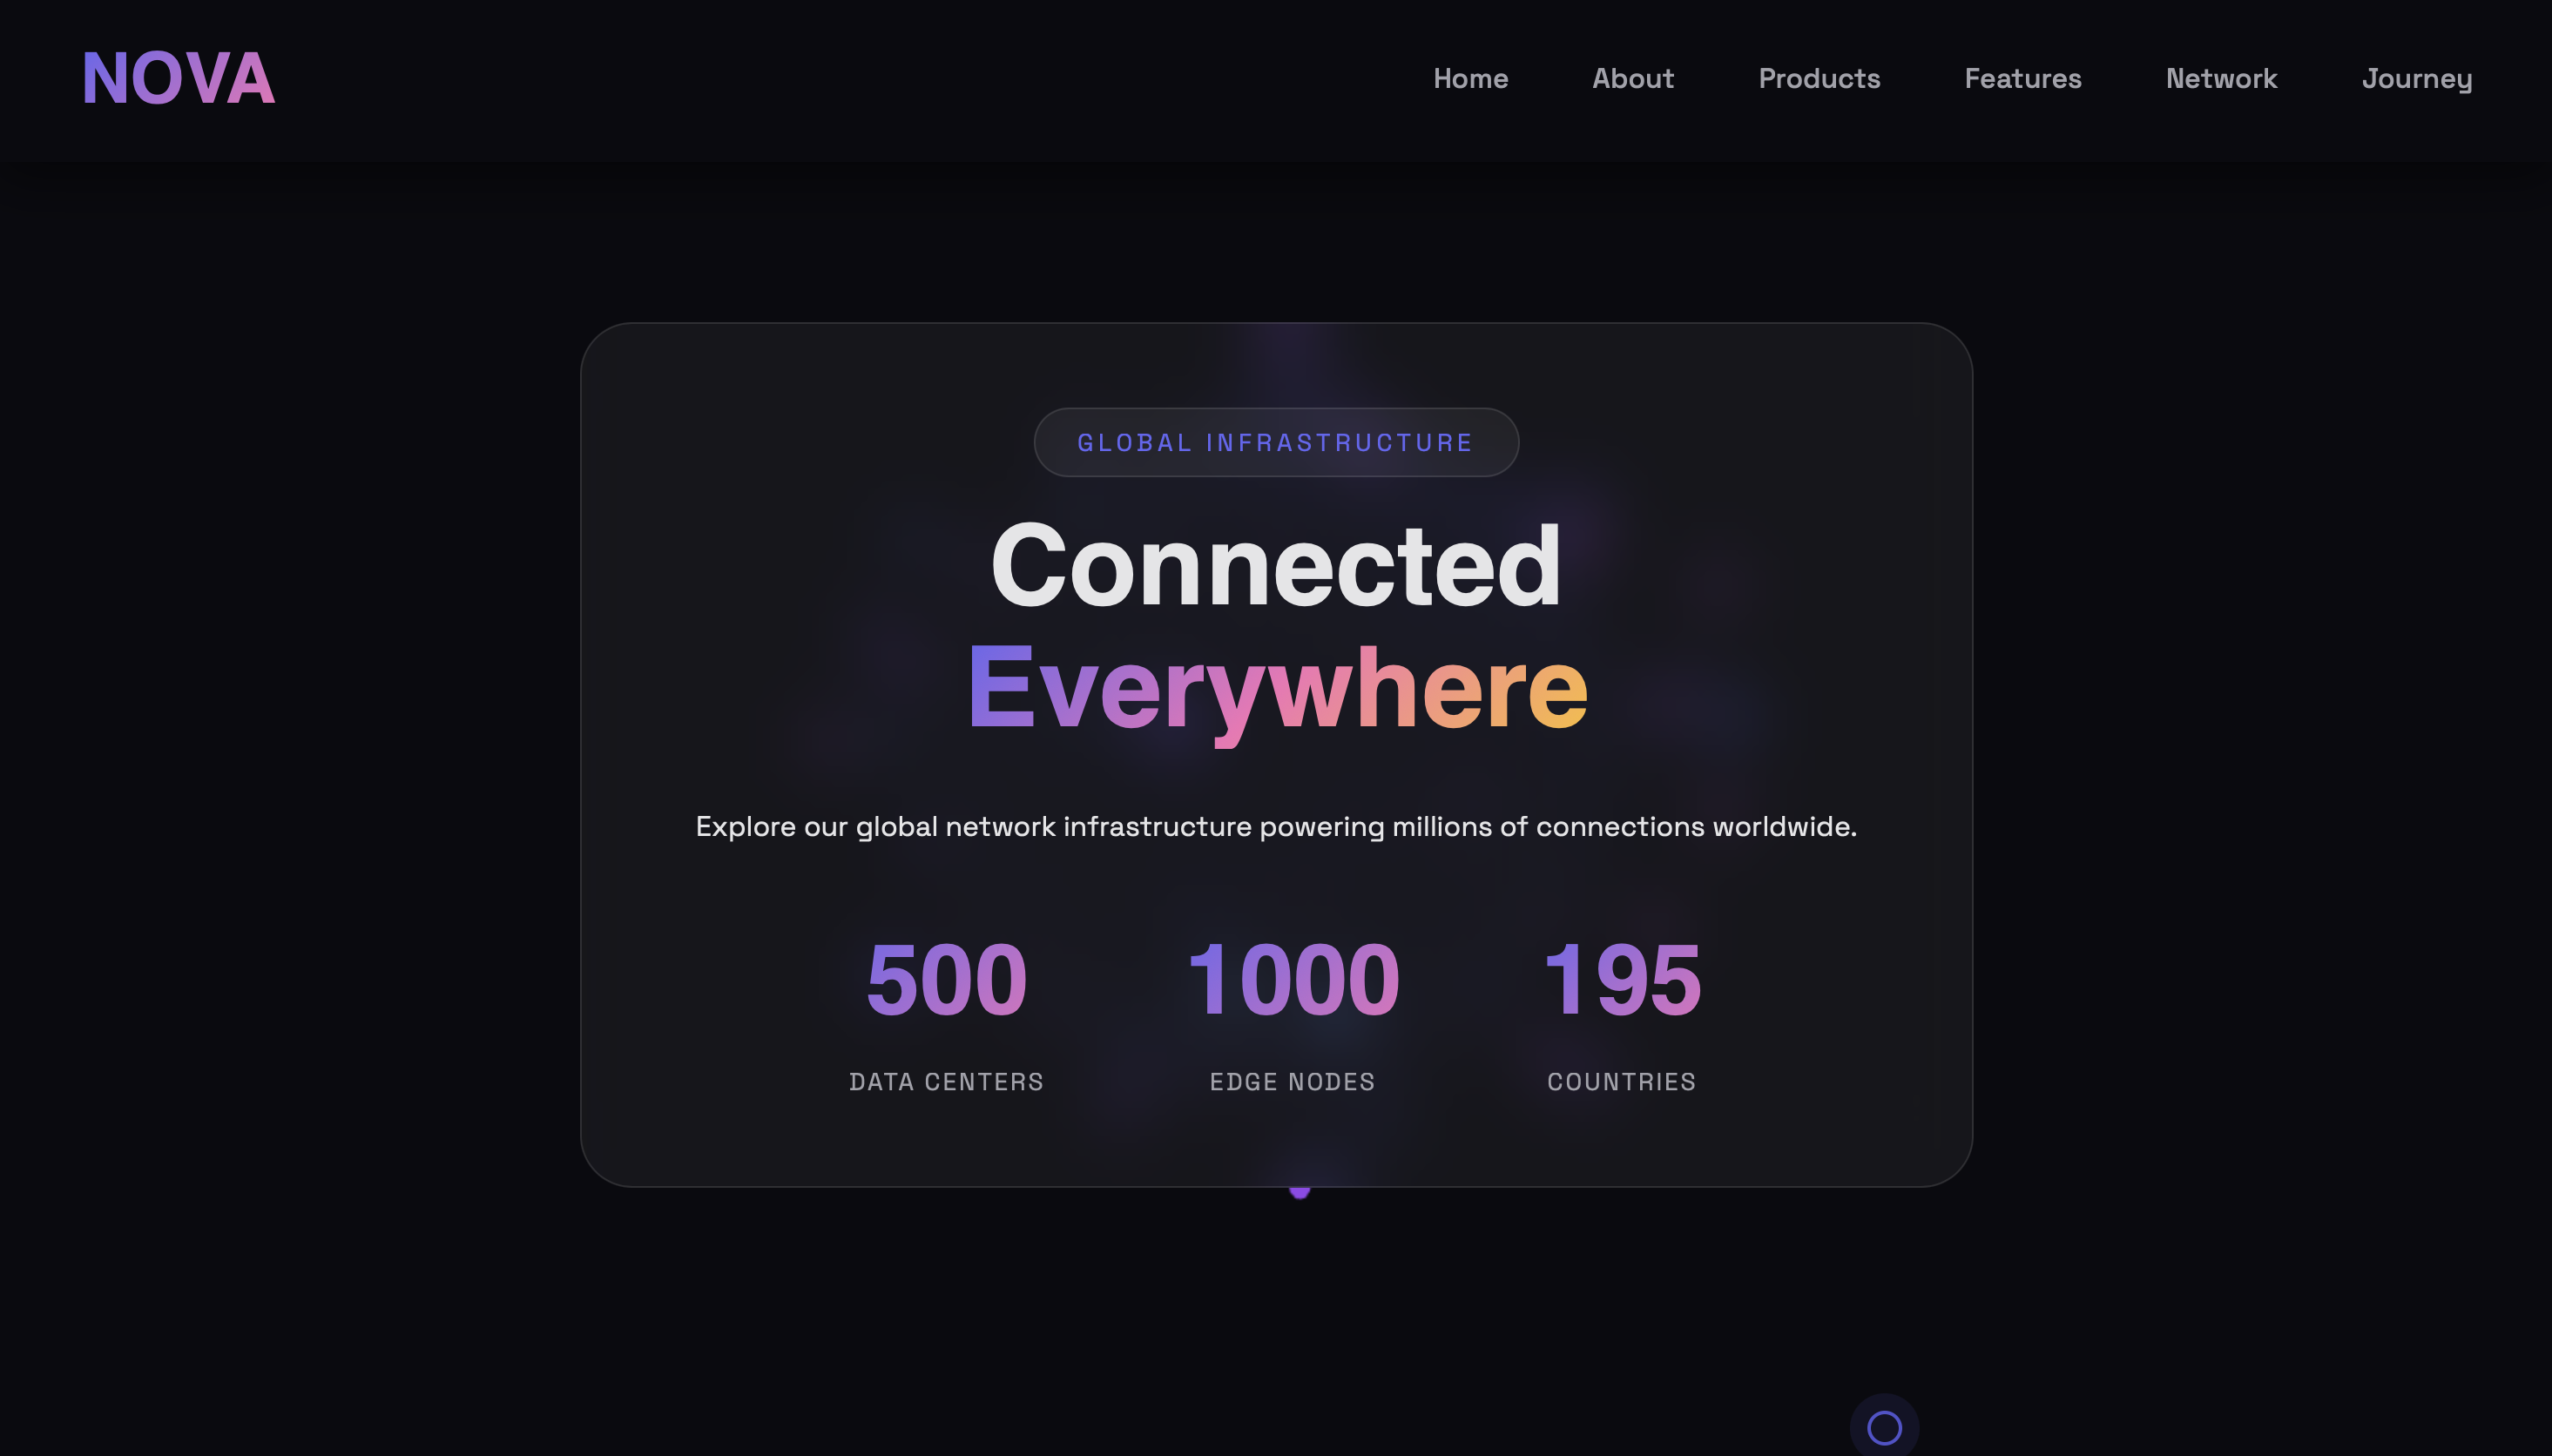 NOVA
Home About Products Features Network Journey
GLOBAL INFRASTRUCTURE
Connected
Everywhere
Explore our global network infrastructure powering millions of connections worldwide.
500 1000 195
DATA CENTERS EDGE NODES COUNTRIES